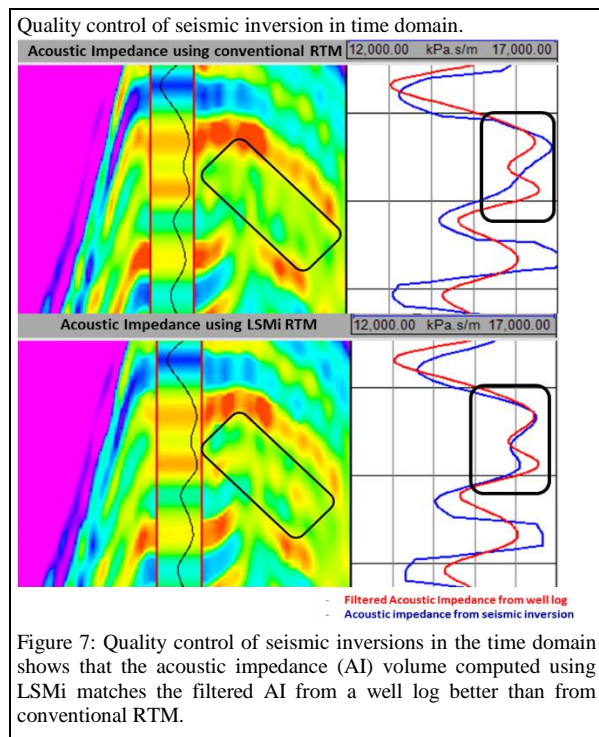 Quality control of seismic inversion in time domain.
Acoustic Impedance using conventional RTM
12,000.00 kPa.s/m 17,000.00
Acoustic Impedance using LSMi RTM
12,000.00 kPa.s/m 17,000.00
- Filtered Acoustic Impedance from well log
- Acoustic impedance from seismic inversion
Figure 7: Quality control of seismic inversions in the time domain
shows that the acoustic impedance (AI) volume computed using
LSMi matches the filtered AI from a well log better than from
conventional RTM.